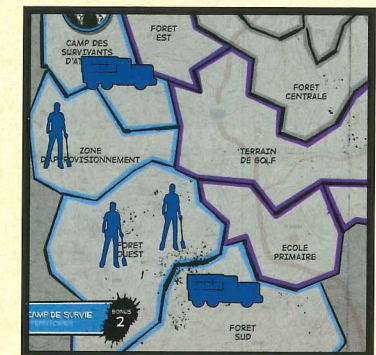 CAMP DES
SURVIVANTS
FORET
EST
FORET
CENTRALE
ZONE
D'APPROVISIONNEMENT
TERRAIN
DE GOLF
FORET
OUEST
ECOLE
PRIMAIRE
CAMP DE SURVIE
BONUS
2
FORET
SUD